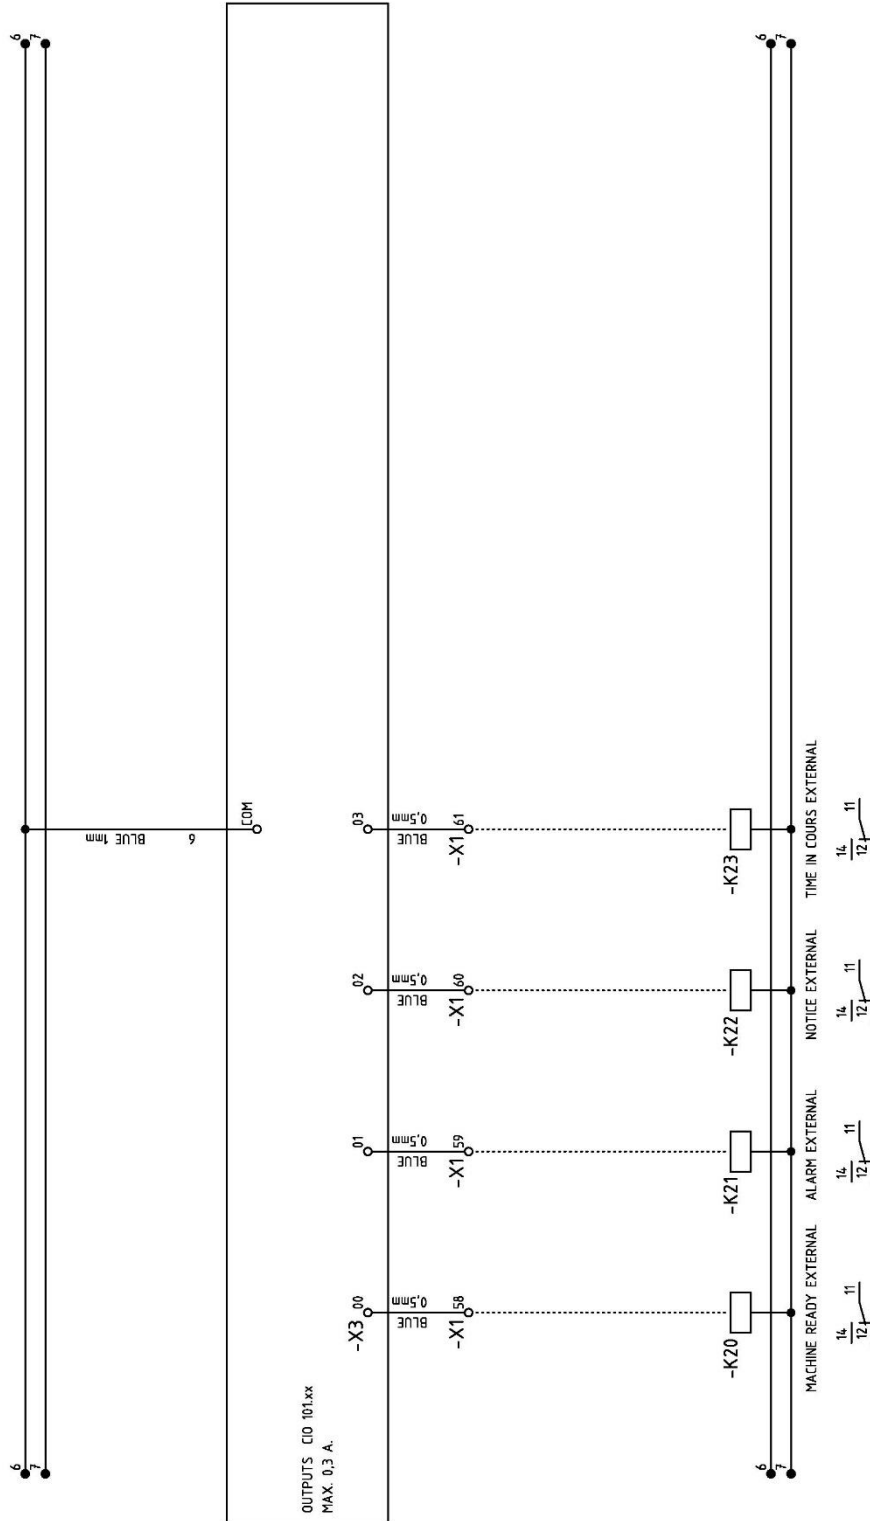 6
7
BLUE 1mm
6
6
7
COM
OUTPUTS CIO 101.xx
MAX. 0,3 A.
-X3 00
01
02
03
BLUE 0,5mm
BLUE 0,5mm
BLUE 0,5mm
BLUE 0,5mm
-X1 58
-X1 59
-X1 60
-X1 61
-K20
-K21
-K22
-K23
6
7
6
7
MACHINE READY EXTERNAL
ALARM EXTERNAL
NOTICE EXTERNAL
TIME IN COURS EXTERNAL
14
12
11
14
12
11
14
12
11
14
12
11